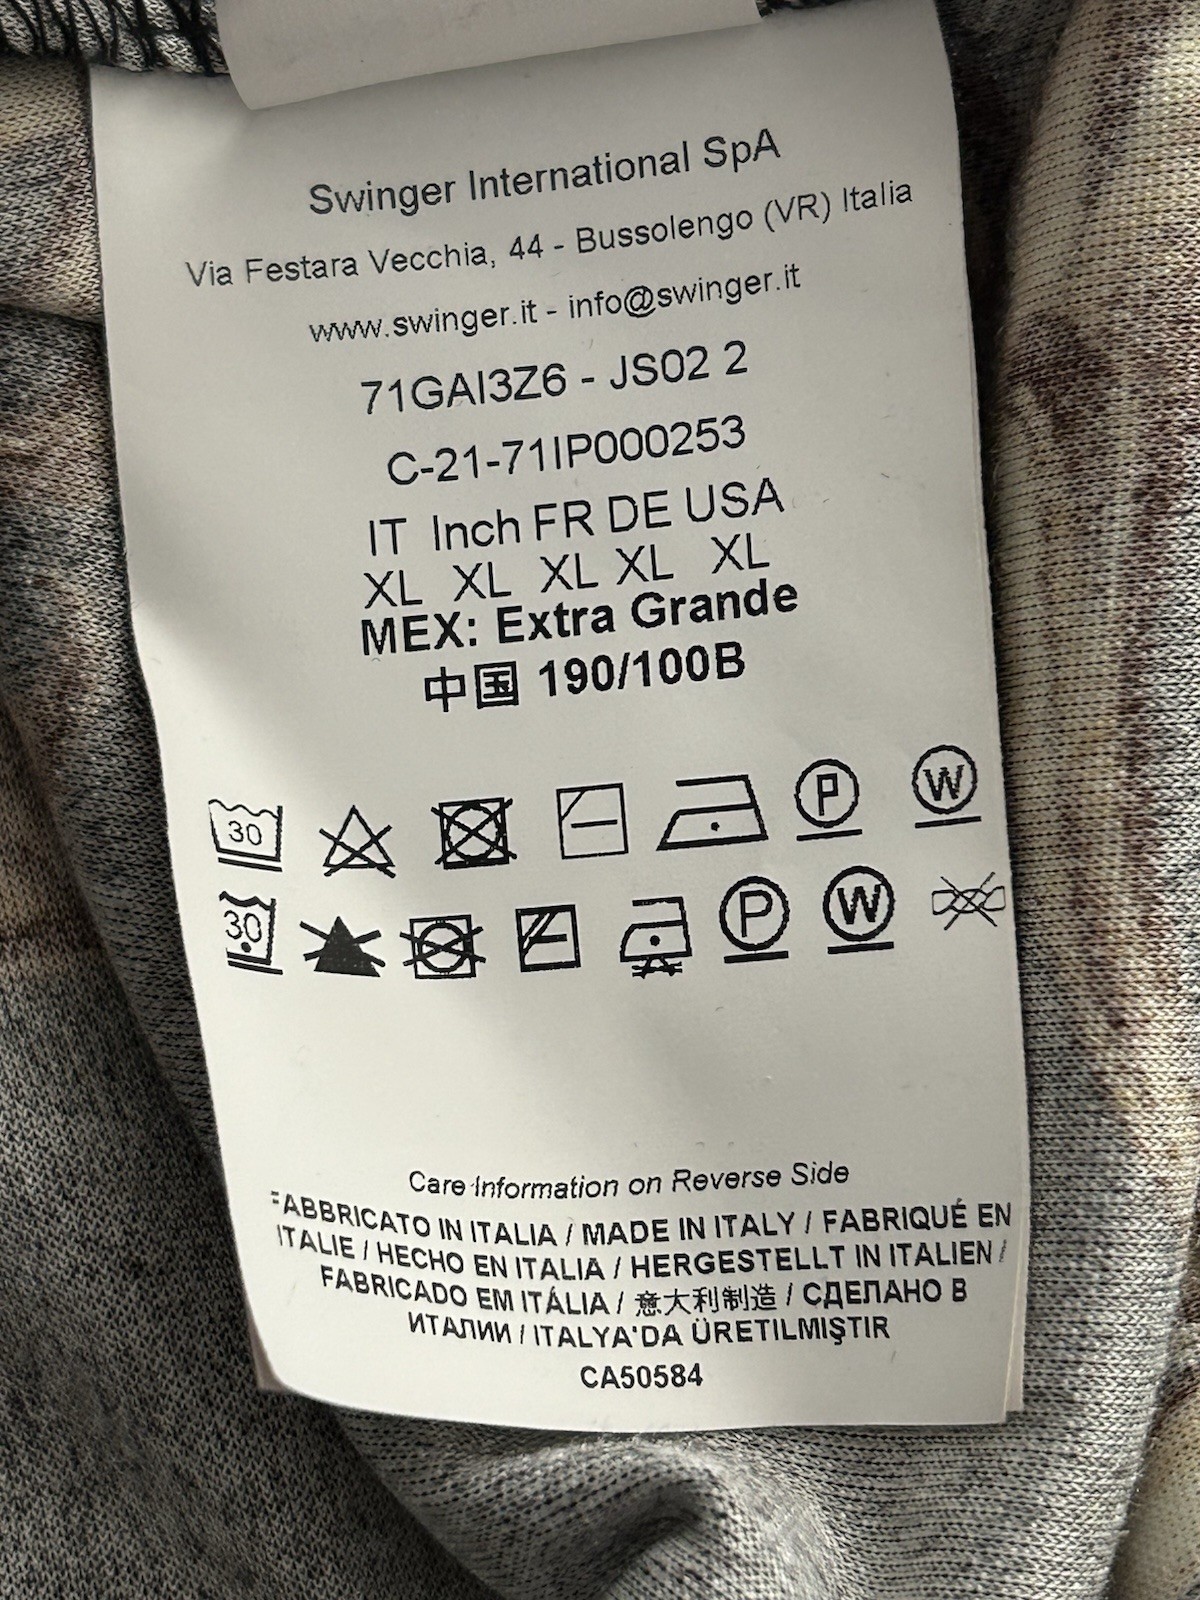 Swinger International SpA
Via Festara Vecchia, 44 - Bussolengo (VR) Italia
www.swinger.it - info@swinger.it
71GAI3Z6 - JS02 2
C-21-71IP000253
IT Inch FR DE USA
XL XL XL XL XL
MEX: Extra Grande
中国 190/100B
30 P W
30 P W
Care Information on Reverse Side
FABBRICATO IN ITALIA / MADE IN ITALY / FABRIQUÉ EN
ITALIE / HECHO EN ITALIA / HERGESTELLT IN ITALIEN /
FABRICADO EM ITÁLIA / 意大利制造 / СДЕЛАНО В
ИТАЛИИ / ITALYA'DA ÜRETILMIŞTIR
CA50584